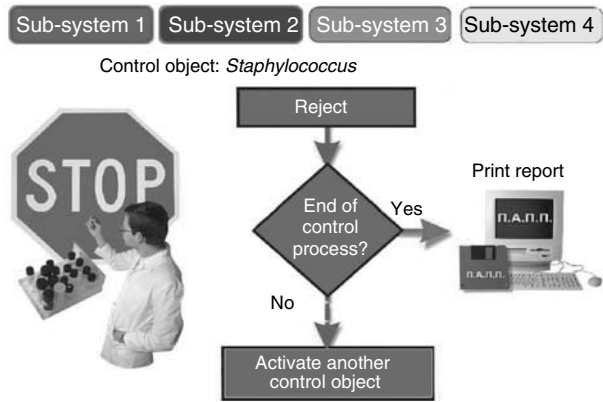 Sub-system 1
Sub-system 2
Sub-system 3
Sub-system 4
Control object: Staphylococcus
Reject
STOP
Print report
End of
control
process?
Yes
П.А.П.П.
П.А.П.П.
No
Activate another
control object